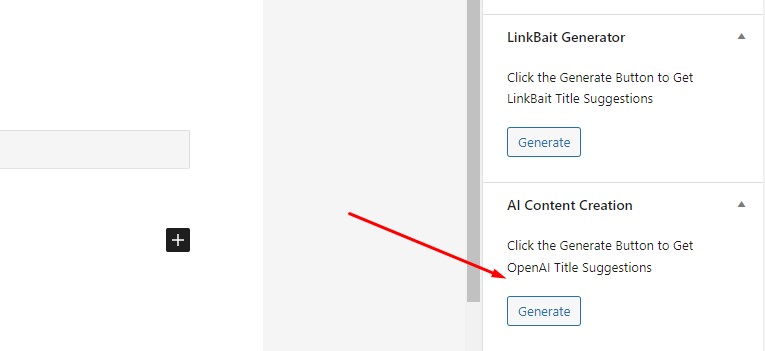 LinkBait Generator
Click the Generate Button to Get
LinkBait Title Suggestions
Generate
AI Content Creation
Click the Generate Button to Get
OpenAI Title Suggestions
Generate